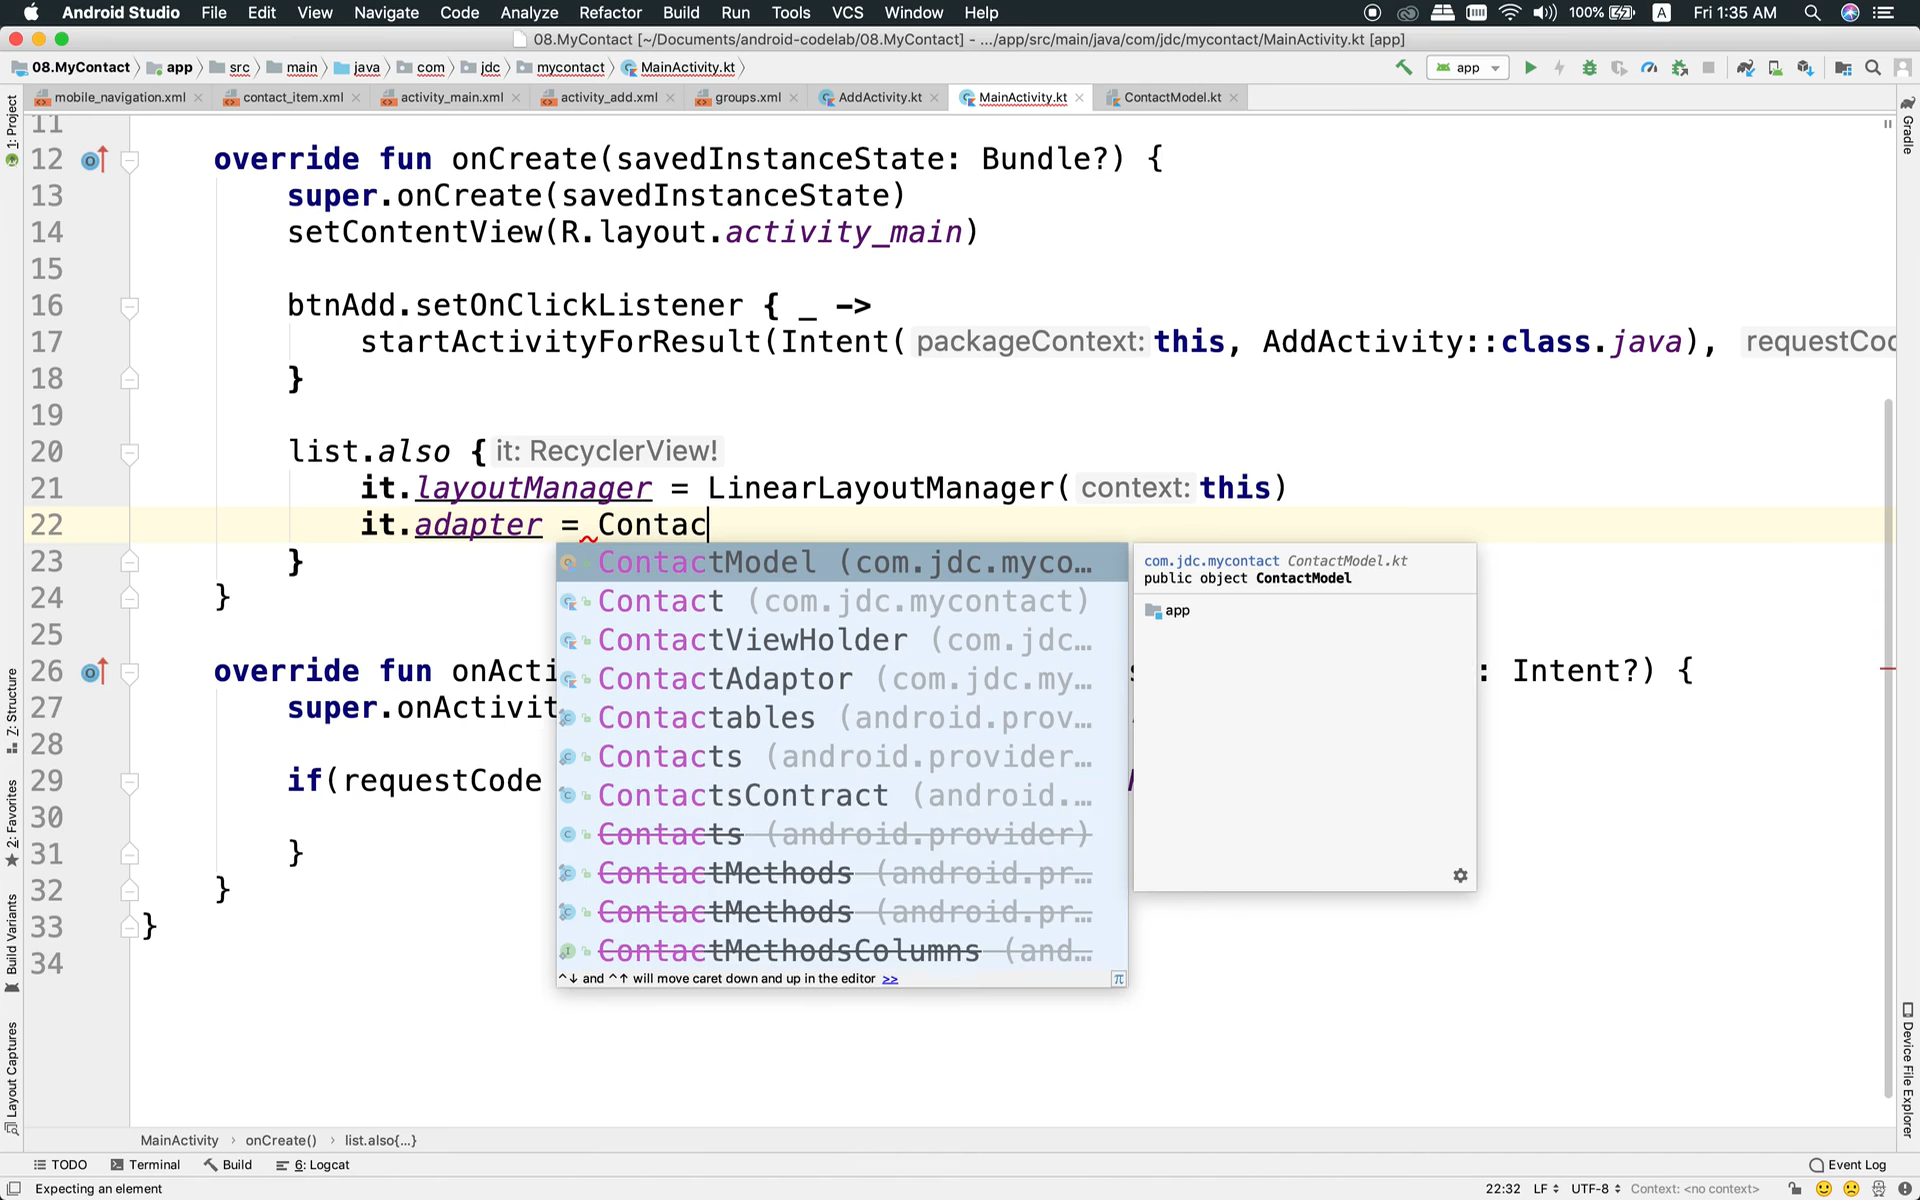 Android Studio File Edit View Navigate Code Analyze Refactor Build Run Tools VCS Window Help 100% A Fri 1:35 AM
08.MyContact [~/Documents/android-codelab/08.MyContact] - .../app/src/main/java/com/jdc/mycontact/MainActivity.kt [app]
08.MyContact app src main java com jdc mycontact MainActivity.kt app
mobile_navigation.xml contact_item.xml activity_main.xml activity_add.xml groups.xml AddActivity.kt MainActivity.kt ContactModel.kt
11
12 override fun onCreate(savedInstanceState: Bundle?) {
13 super.onCreate(savedInstanceState)
14 setContentView(R.layout.activity_main)
15
16 btnAdd.setOnClickListener { _ ->
17 startActivityForResult(Intent( packageContext: this, AddActivity::class.java), requestCoc
18 }
19
20 list.also { it: RecyclerView!
21 it.layoutManager = LinearLayoutManager( context: this)
22 it.adapter = Contac
23 }
24 }
25
26 override fun onActi : Intent?) {
27 super.onActivit
28
29 if(requestCode
30
31 }
32 }
33 }
34
ContactModel (com.jdc.myco...
Contact (com.jdc.mycontact)
ContactViewHolder (com.jdc...
ContactAdaptor (com.jdc.my...
Contactables (android.prov...
Contacts (android.provider...
ContactsContract (android....
Contacts (android.provider)
ContactMethods (android.pr...
ContactMethods (android.pr...
ContactMethodsColumns (and...
^↓ and ^↑ will move caret down and up in the editor >> π
com.jdc.mycontact ContactModel.kt
public object ContactModel
app
1: Project
Z: Structure
2: Favorites
Build Variants
Layout Captures
Gradle
Device File Explorer
MainActivity › onCreate() › list.also{...}
TODO Terminal Build 6: Logcat Event Log
Expecting an element 22:32 LF UTF-8 Context: <no context>